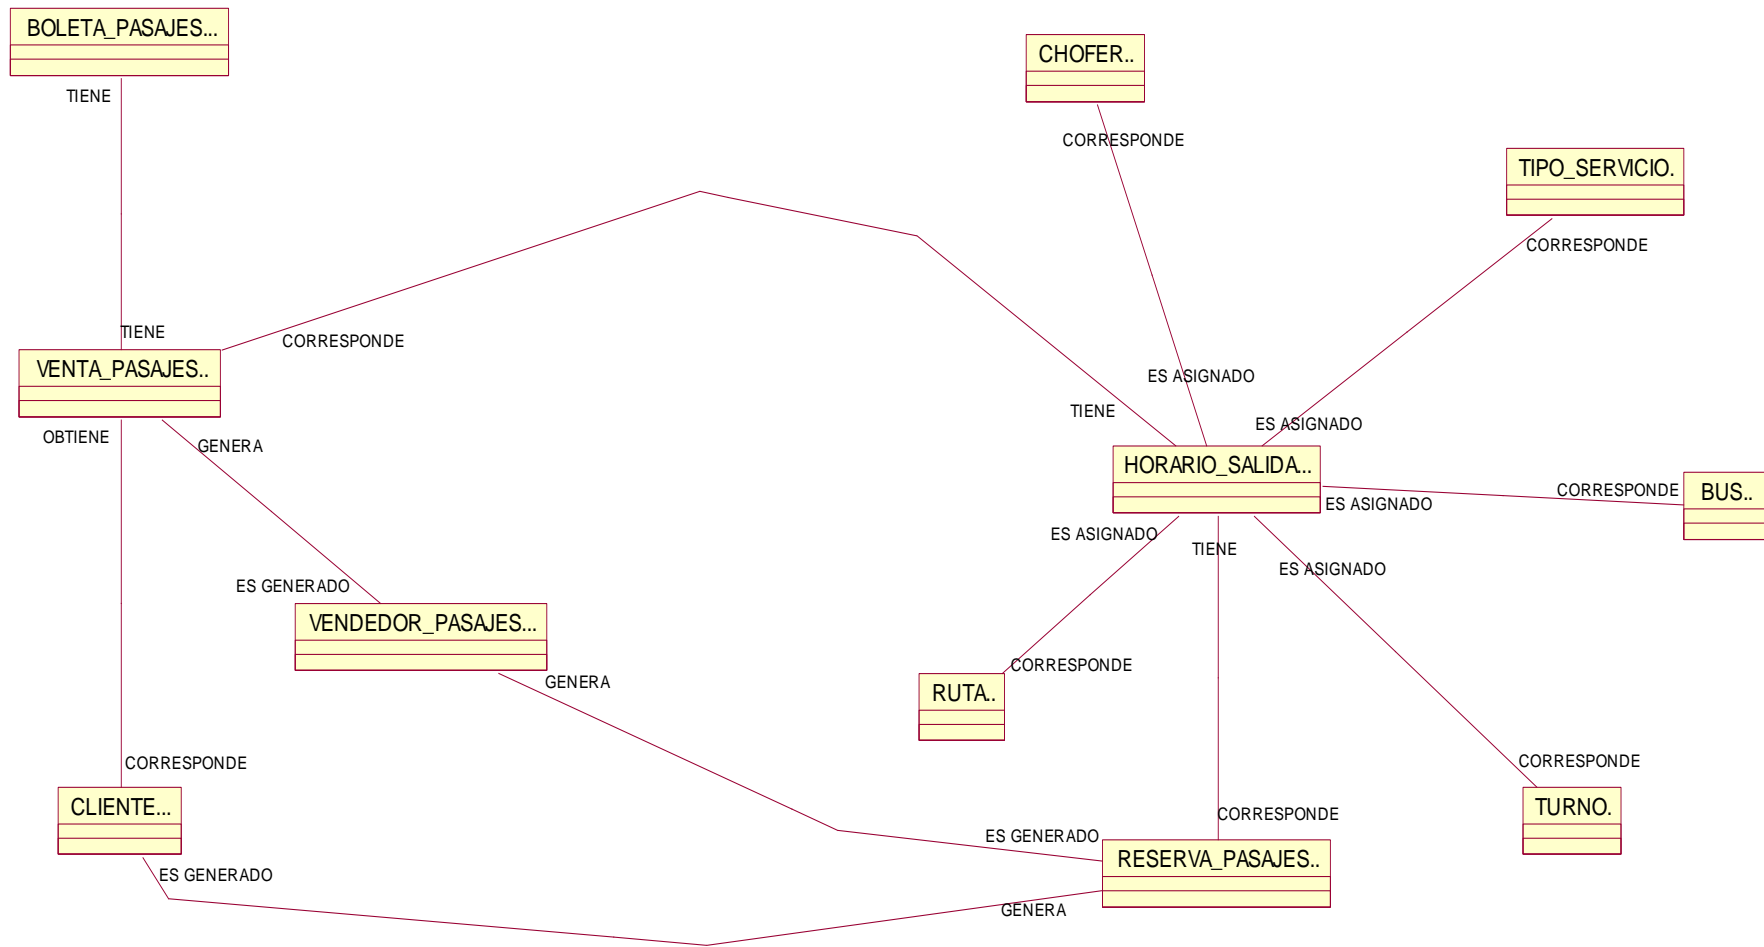 BOLETA_PASAJES...
CHOFER..
TIENE
CORRESPONDE
TIPO_SERVICIO.
CORRESPONDE
TIENE
CORRESPONDE
VENTA_PASAJES..
ES ASIGNADO
TIENE
ES ASIGNADO
OBTIENE
GENERA
HORARIO_SALIDA...
CORRESPONDE
BUS..
ES ASIGNADO
ES ASIGNADO
TIENE
ES ASIGNADO
ES GENERADO
VENDEDOR_PASAJES...
GENERA
CORRESPONDE
RUTA..
CORRESPONDE
CORRESPONDE
CLIENTE...
CORRESPONDE
TURNO.
ES GENERADO
RESERVA_PASAJES..
ES GENERADO
GENERA